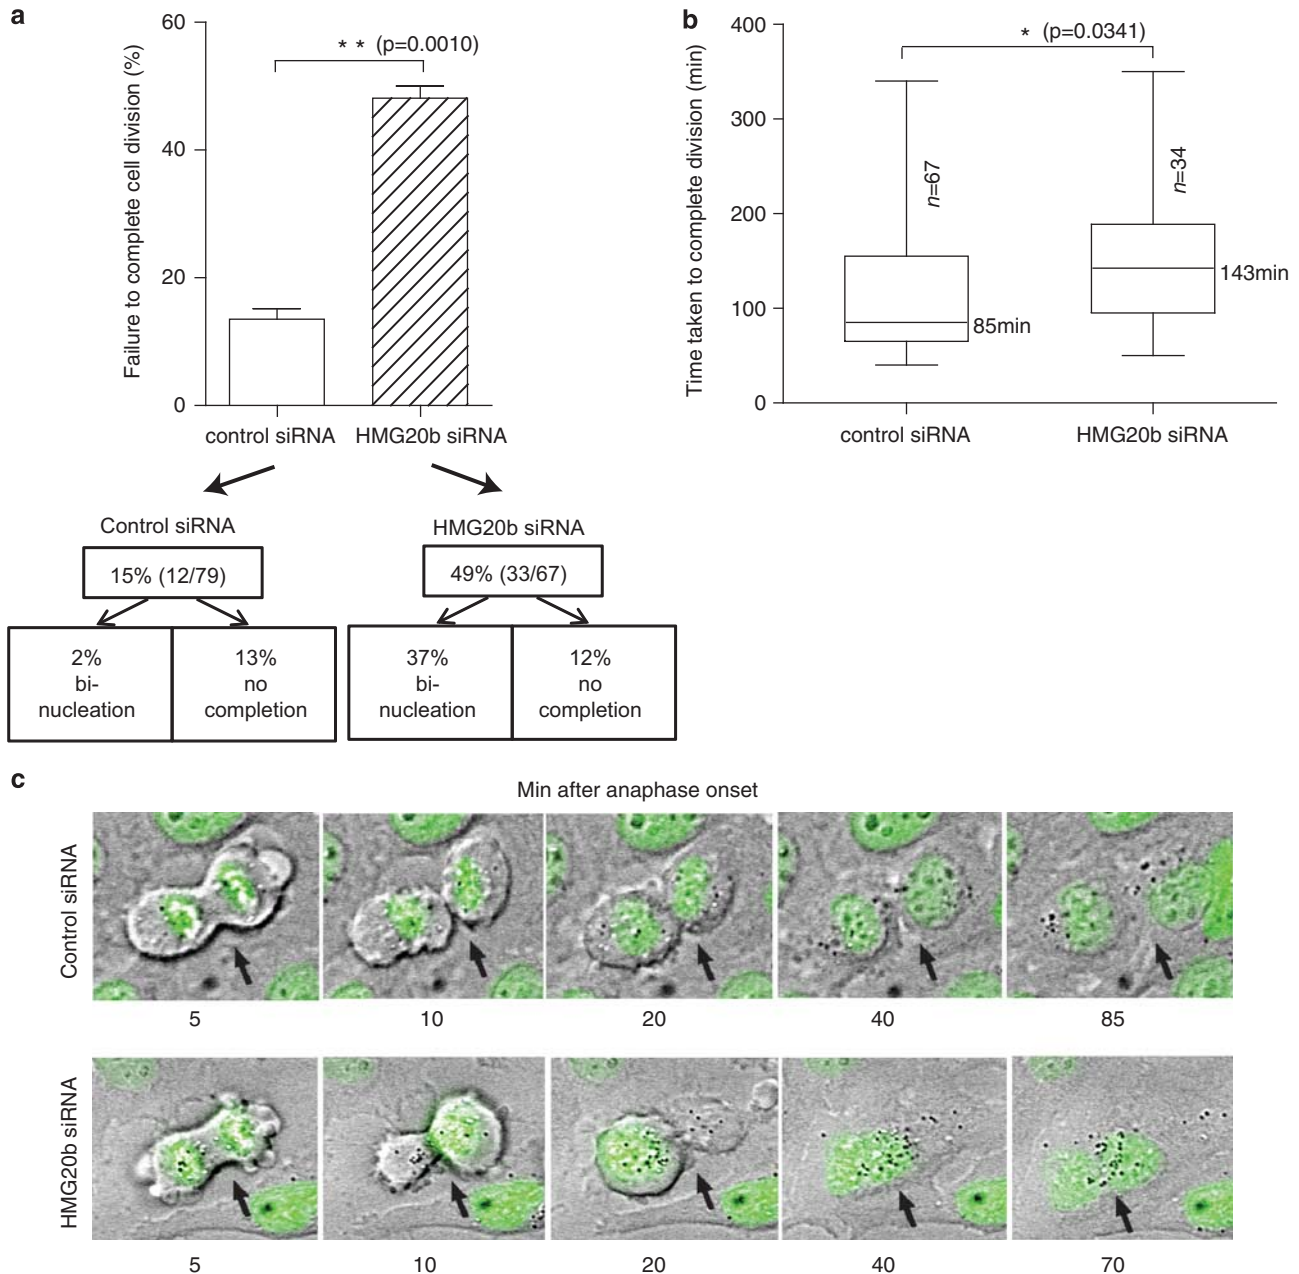 a
Failure to complete cell division (%)
60
40
20
0
* * (p=0.0010)
control siRNA
HMG20b siRNA
Control siRNA
15% (12/79)
2%
bi-
nucleation
13%
no
completion
HMG20b siRNA
49% (33/67)
37%
bi-
nucleation
12%
no
completion
b
Time taken to complete division (min)
400
300
200
100
0
* (p=0.0341)
n=67
n=34
85min
143min
control siRNA
HMG20b siRNA
c
Min after anaphase onset
Control siRNA
5
10
20
40
85
HMG20b siRNA
5
10
20
40
70